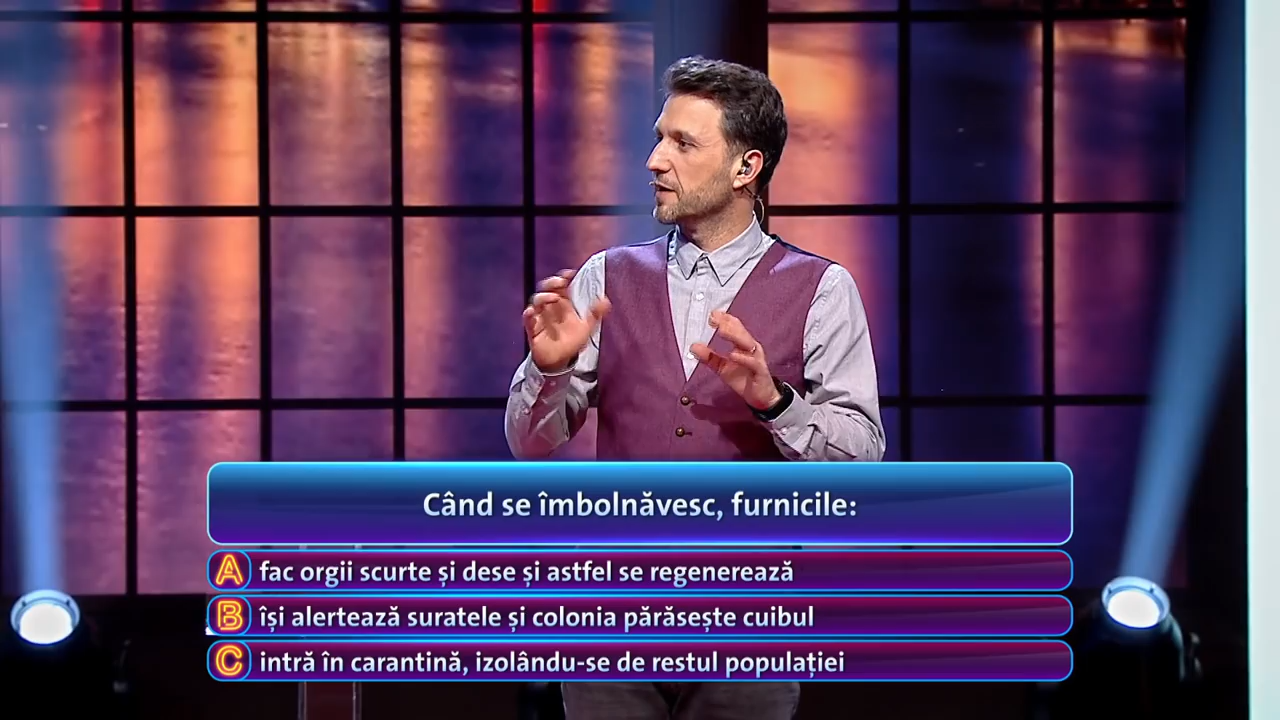 Când se îmbolnăvesc, furnicile:
A fac orgii scurte și dese și astfel se regenerează
B își alertează suratele și colonia părăsește cuibul
C intră în carantină, izolându-se de restul populației